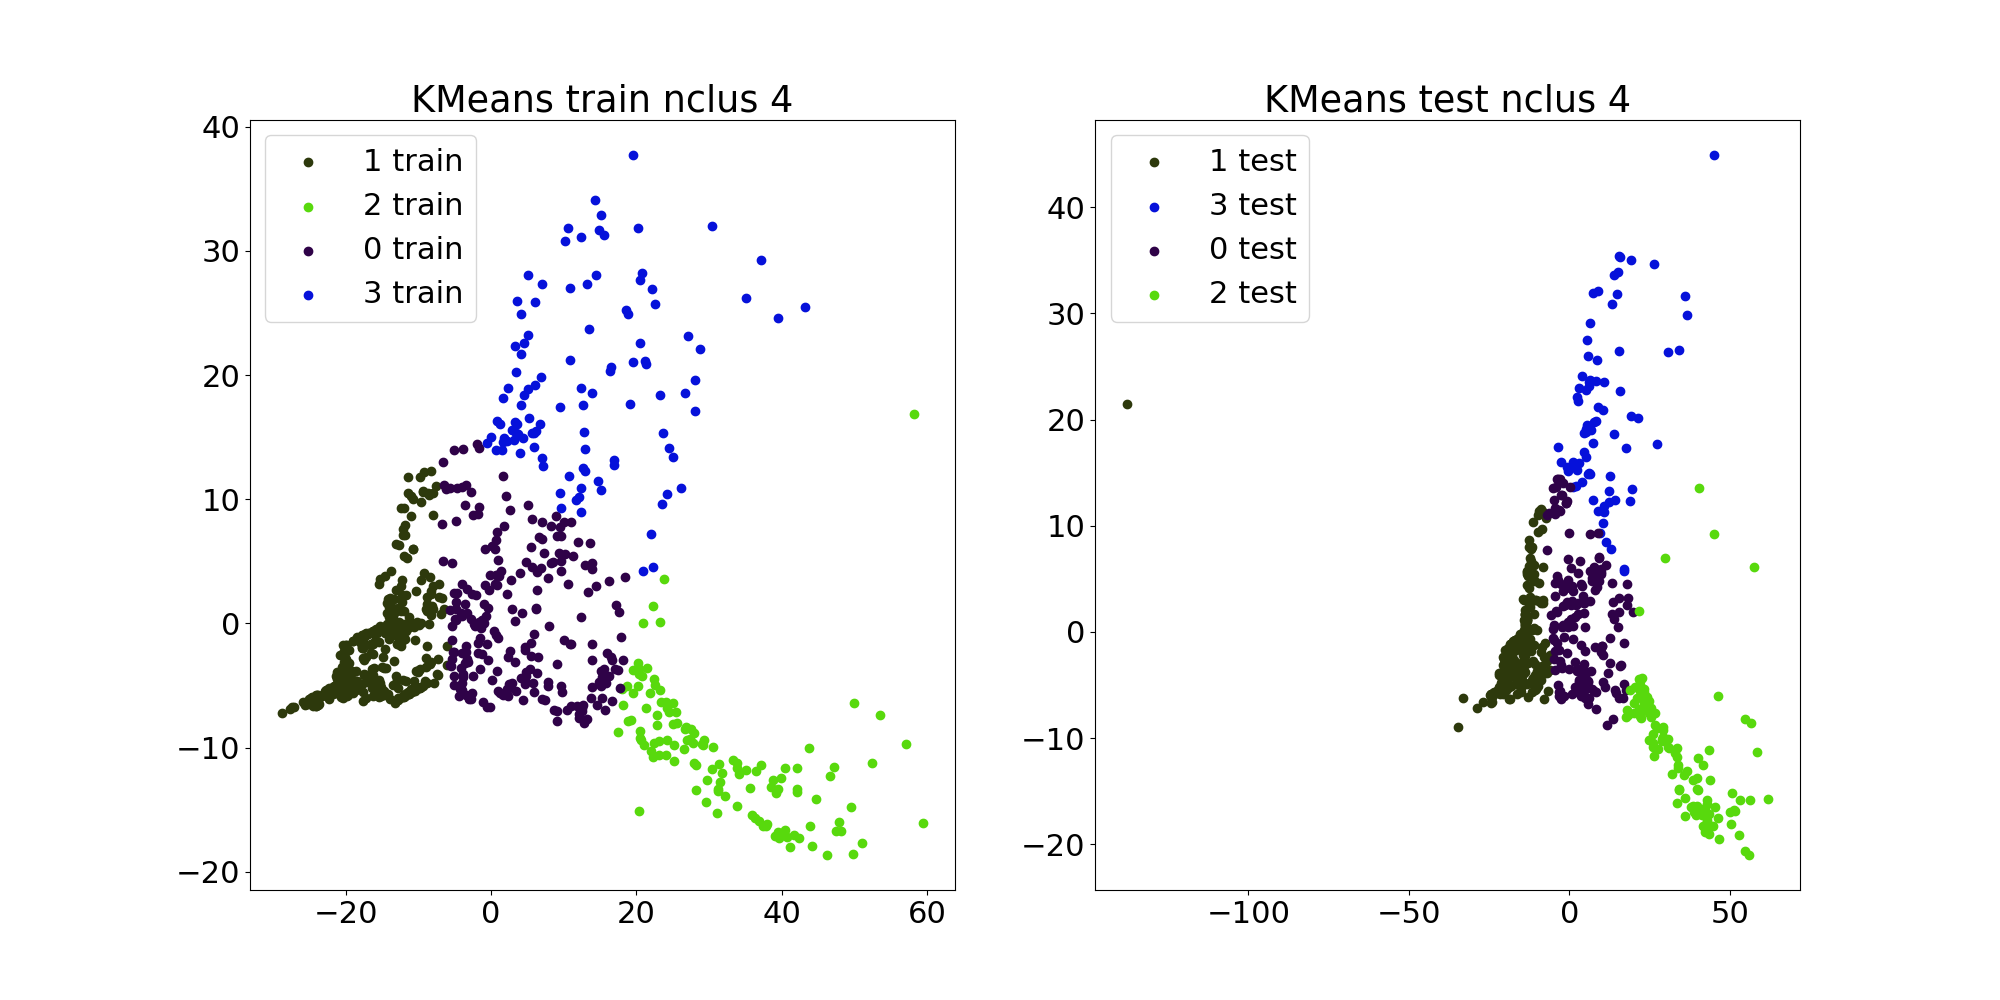 KMeans train nclus 4
40
30
20
10
0
−10
−20
−20 0 20 40 60
1 train
2 train
0 train
3 train
KMeans test nclus 4
40
30
20
10
0
−10
−20
−100 −50 0 50
1 test
3 test
0 test
2 test